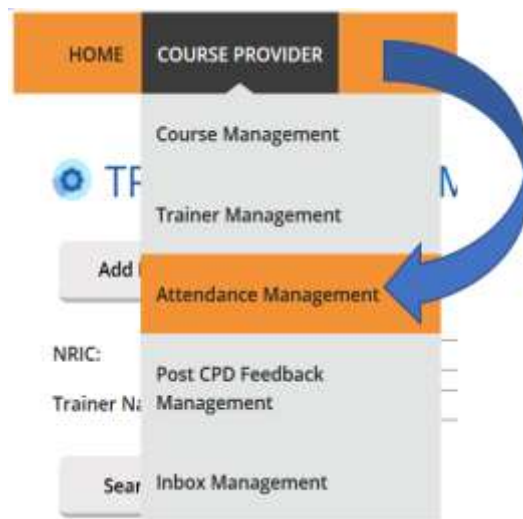 HOME COURSE PROVIDER
Course Management
TR M
Trainer Management
Add
Attendance Management
NRIC:
Post CPD Feedback
Management
Trainer Na
Sear
Inbox Management